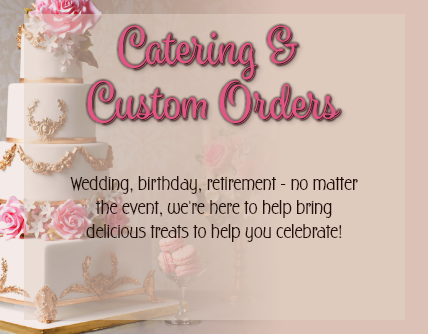 Catering &
Custom Orders
Wedding, birthday, retirement - no matter
the event, we're here to help bring
delicious treats to help you celebrate!